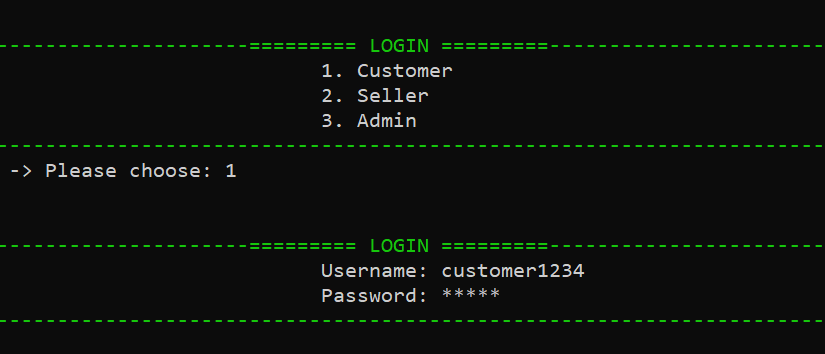 ---------------------========= LOGIN =========-----------------------
1. Customer
2. Seller
3. Admin
---------------------------------------------------------------------
-> Please choose: 1
---------------------========= LOGIN =========-----------------------
Username: customer1234
Password: *****
---------------------------------------------------------------------